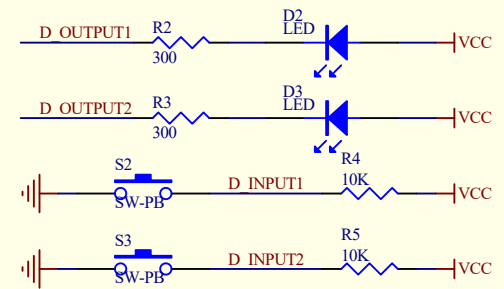 D_OUTPUT1 R2 300 D2 LED VCC
D_OUTPUT2 R3 300 D3 LED VCC
S2 SW-PB D_INPUT1 R4 10K VCC
S3 SW-PB D_INPUT2 R5 10K VCC